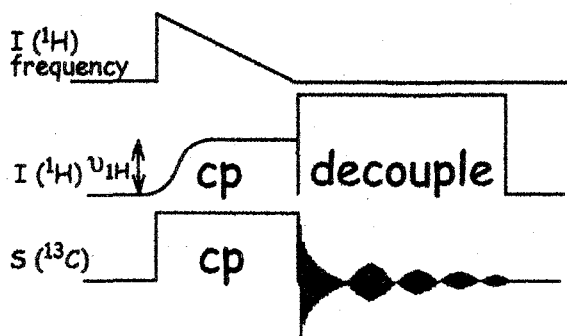 I (¹H)
frequency
I (¹H) υ1H
cp
decouple
S (¹³C)
cp